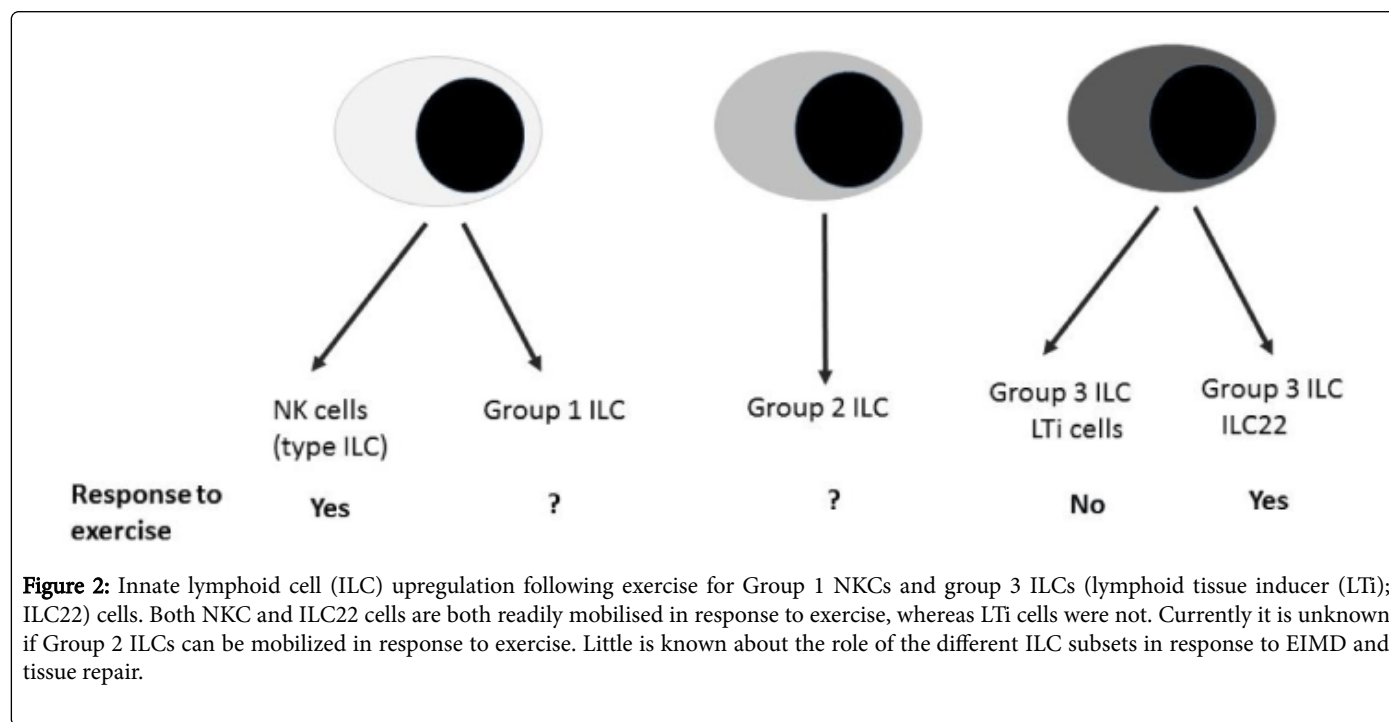 NK cells
(type ILC)
Group 1 ILC
Group 2 ILC
Group 3 ILC
LTi cells
Group 3 ILC
ILC22
Response to
exercise
Yes
?
?
No
Yes
Figure 2: Innate lymphoid cell (ILC) upregulation following exercise for Group 1 NKCs and group 3 ILCs (lymphoid tissue inducer (LTi);
ILC22) cells. Both NKC and ILC22 cells are both readily mobilised in response to exercise, whereas LTi cells were not. Currently it is unknown
if Group 2 ILCs can be mobilized in response to exercise. Little is known about the role of the different ILC subsets in response to EIMD and
tissue repair.